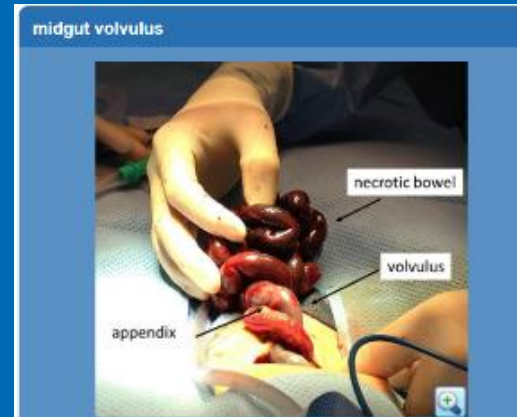 midgut volvulus
necrotic bowel
volvulus
appendix